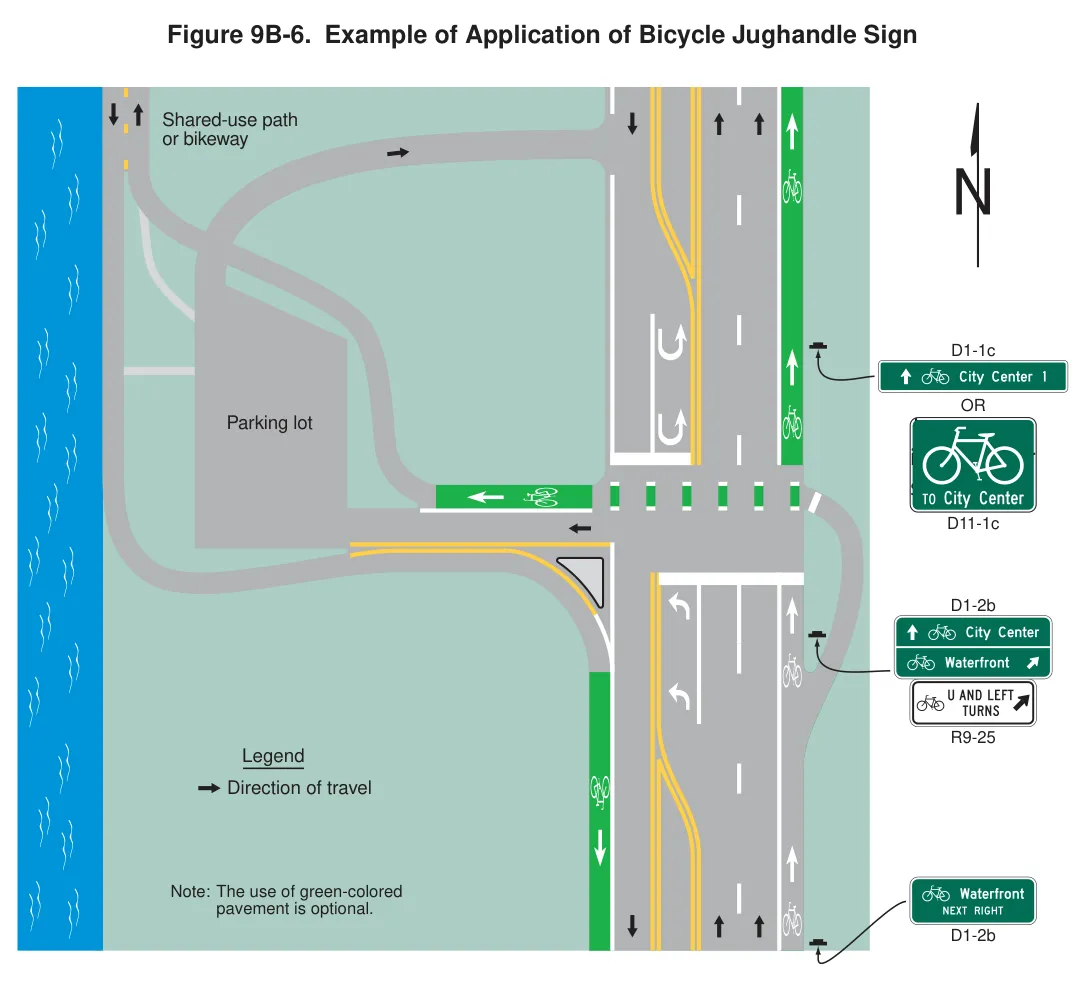 Figure 9B-6.  Example of Application of Bicycle Jughandle Sign
Shared-use path
or bikeway
N
D1-1c
City Center 1
OR
TO City Center
D11-1c
Parking lot
D1-2b
City Center
Waterfront
U AND LEFT
TURNS
R9-25
Legend
Direction of travel
Note: The use of green-colored
pavement is optional.
Waterfront
NEXT RIGHT
D1-2b